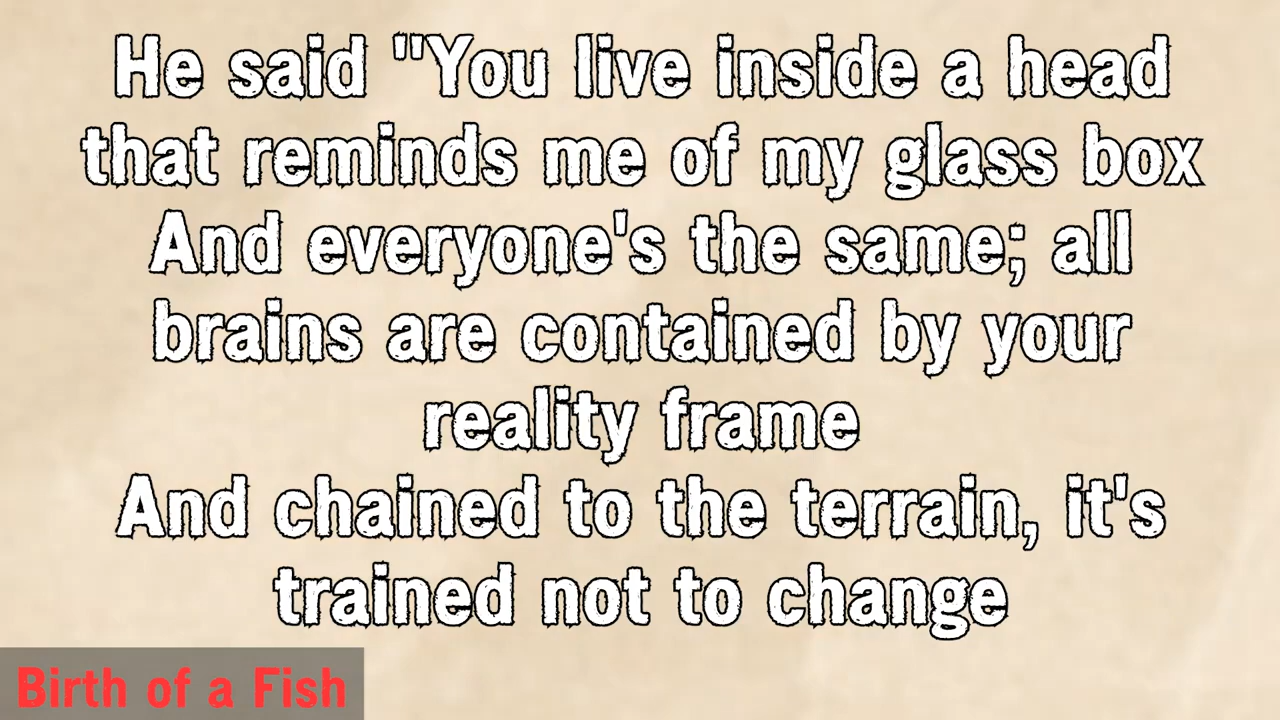 He said "You live inside a head
that reminds me of my glass box
And everyone's the same; all
brains are contained by your
reality frame
And chained to the terrain, it's
trained not to change
Birth of a Fish